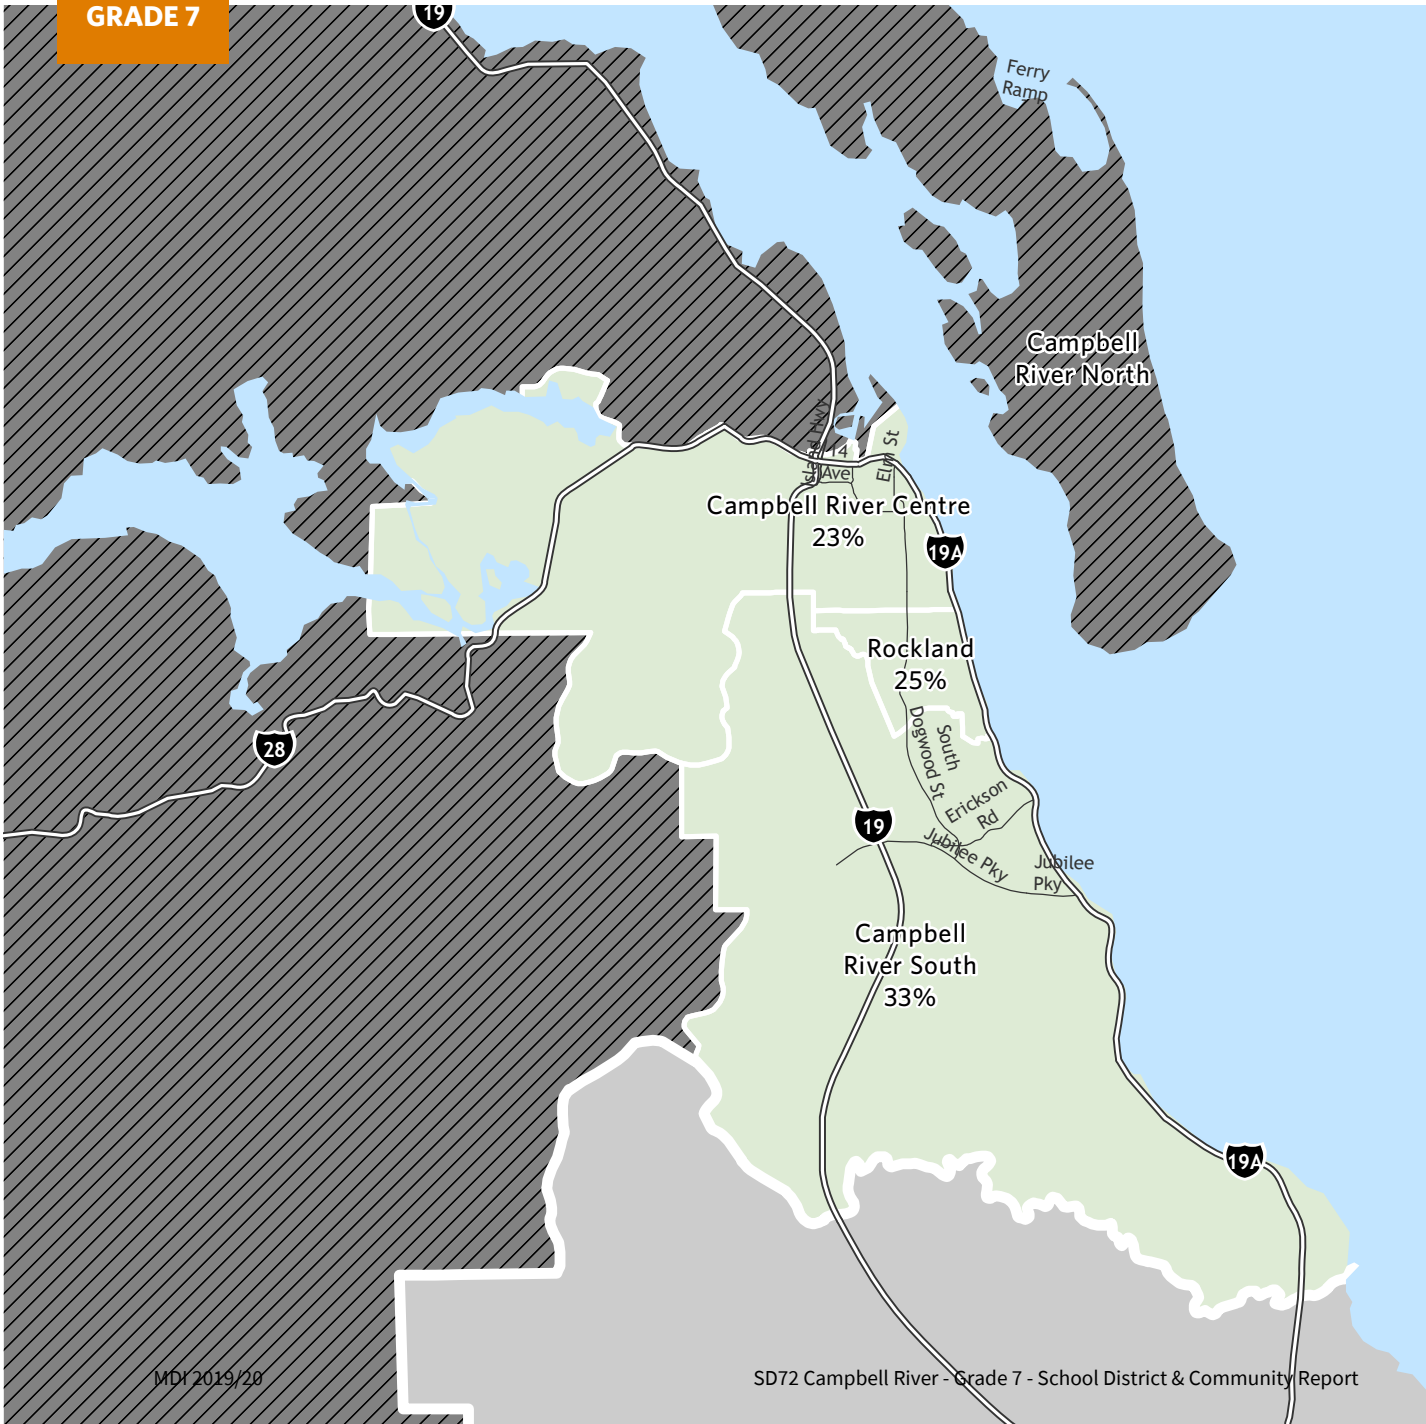 GRADE 7
19
Ferry
Ramp
Campbell
River North
Island Hwy
14
Ave
Elm St
Campbell River Centre
23%
19A
Rockland
25%
28
Dogwood St
South
Erickson
Rd
19
Jubilee Pky
Jubilee
Pky
Campbell
River South
33%
19A
MDI 2019/20
SD72 Campbell River - Grade 7 - School District & Community Report